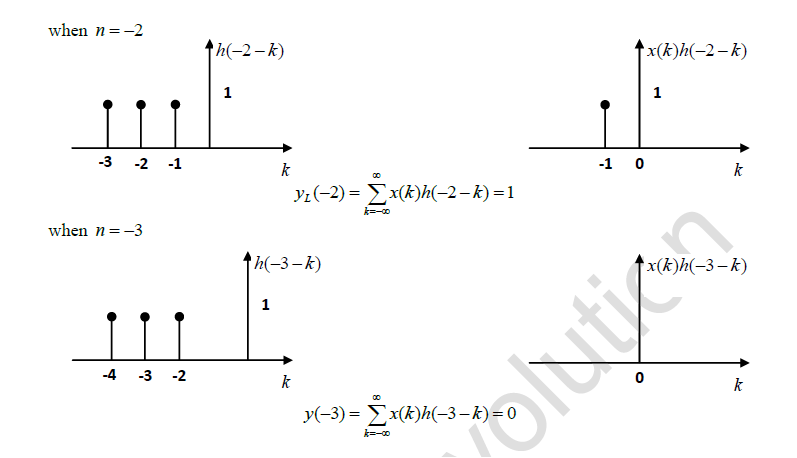 when n = −2
h(−2 − k) x(k)h(−2 − k)
1 1
-3 -2 -1 -1 0
k k
y_L(−2) = ∑_{k=−∞}^{∞} x(k)h(−2 − k) = 1
when n = −3
h(−3 − k) x(k)h(−3 − k)
1
-4 -3 -2 0
k k
y(−3) = ∑_{k=−∞}^{∞} x(k)h(−3 − k) = 0